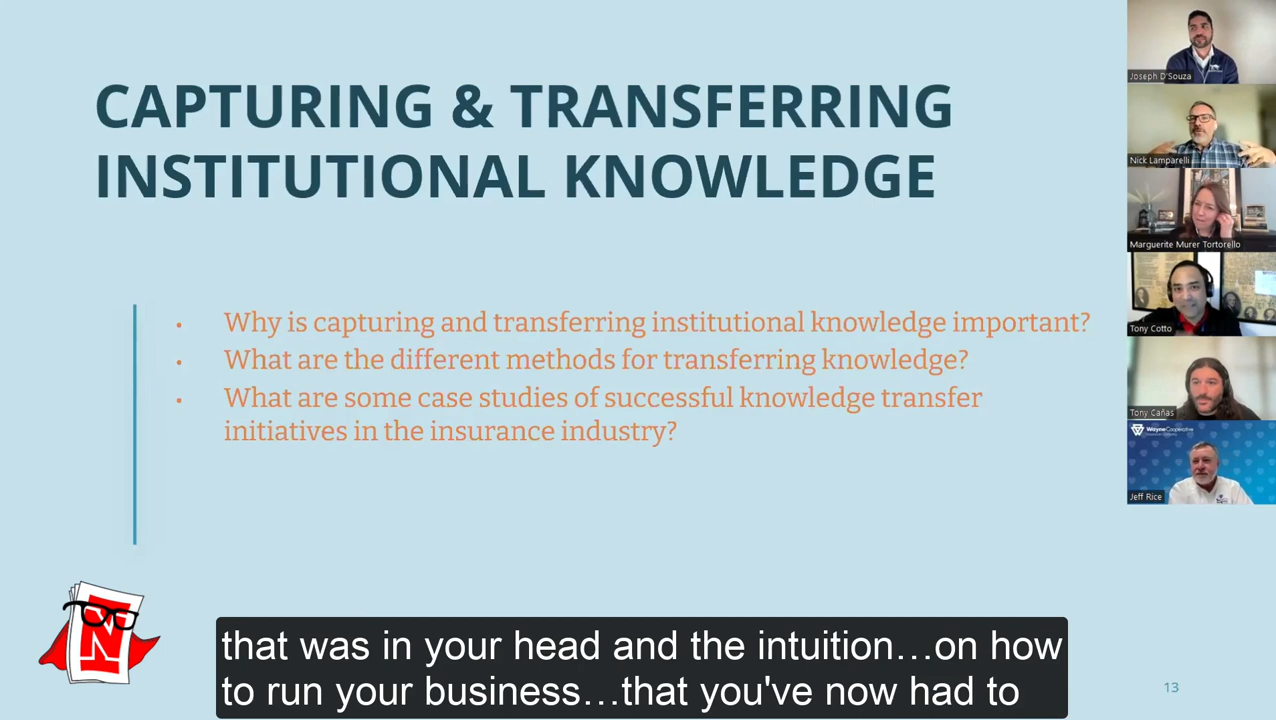 CAPTURING & TRANSFERRING
INSTITUTIONAL KNOWLEDGE
• Why is capturing and transferring institutional knowledge important?
• What are the different methods for transferring knowledge?
• What are some case studies of successful knowledge transfer
initiatives in the insurance industry?
that was in your head and the intuition…on how
to run your business…that you've now had to
13
N
Joseph D'Souza
Nick Lamparelli
Marguerite Murer Tortorello
Tony Cotto
Tony Cañas
WayneCooperative
Jeff Rice